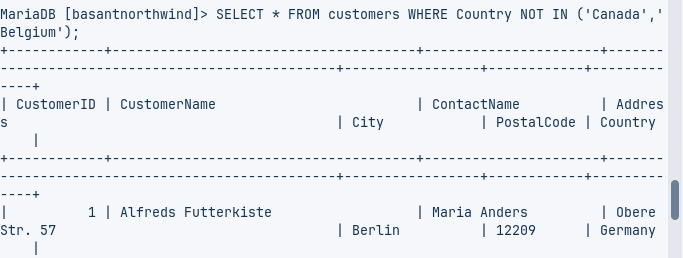 MariaDB [basantnorthwind]> SELECT * FROM customers WHERE Country NOT IN ('Canada','
Belgium');
+------------+--------------------------------------+-----------------------+-------
------------------------------------------+-----------------+------------+---------
----+
| CustomerID | CustomerName                         | ContactName          | Addres
s                                         | City            | PostalCode | Country
    |
+------------+--------------------------------------+-----------------------+-------
------------------------------------------+-----------------+------------+---------
----+
|          1 | Alfreds Futterkiste                  | Maria Anders         | Obere
Str. 57                                   | Berlin          | 12209      | Germany
    |